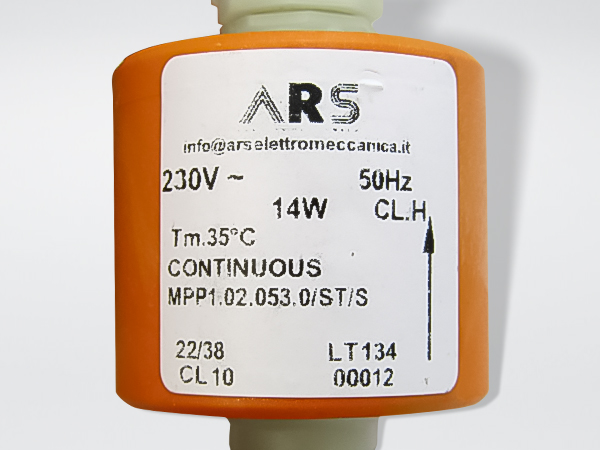 ARS
info@arselettromeccanica.it
230V ~ 50Hz
14W CL.H
Tm.35°C
CONTINUOUS
MPP1.02.053.0/ST/S
22/38 LT134
CL10 00012